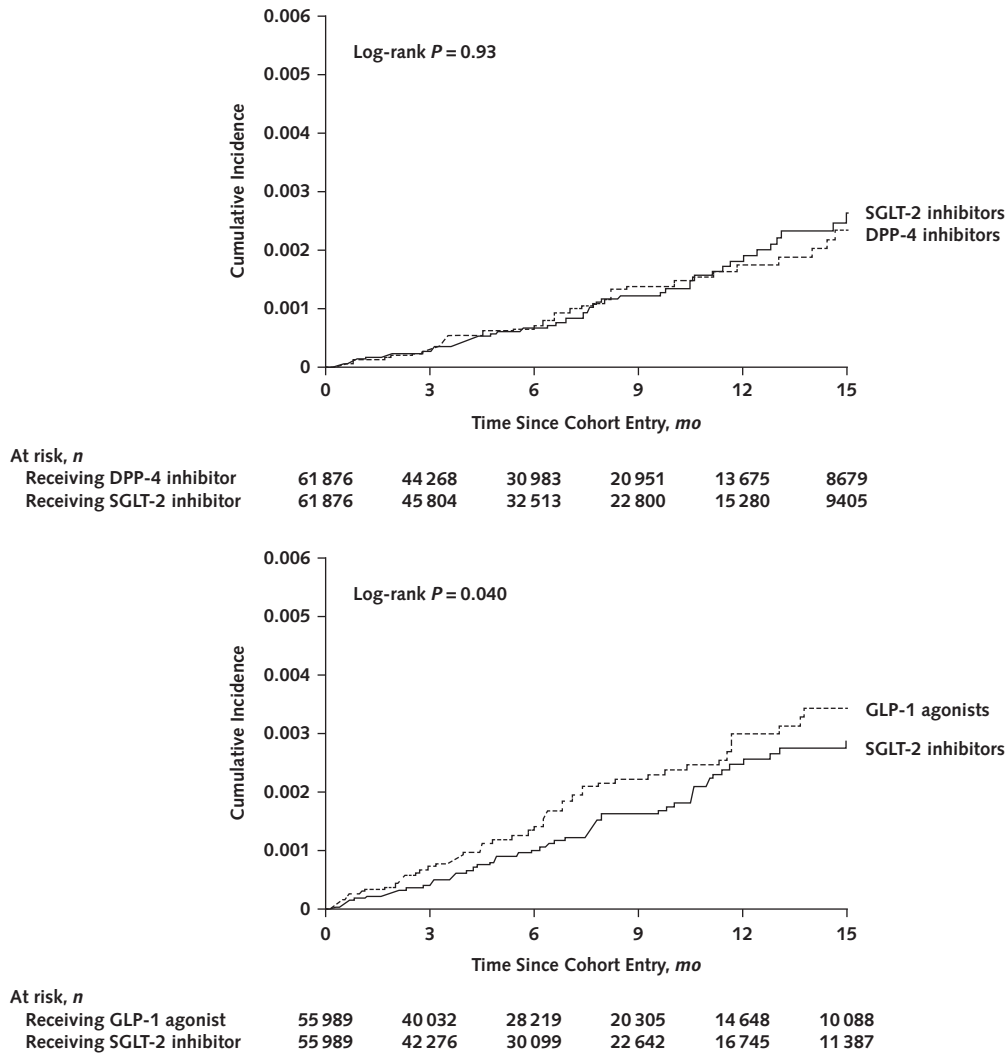 0.006
Log-rank P = 0.93
0.005
0.004
0.003
0.002
0.001
0
Cumulative Incidence
SGLT-2 inhibitors
DPP-4 inhibitors
0 3 6 9 12 15
Time Since Cohort Entry, mo
At risk, n
Receiving DPP-4 inhibitor 61 876 44 268 30 983 20 951 13 675 8679
Receiving SGLT-2 inhibitor 61 876 45 804 32 513 22 800 15 280 9405
0.006
Log-rank P = 0.040
0.005
0.004
0.003
0.002
0.001
0
Cumulative Incidence
GLP-1 agonists
SGLT-2 inhibitors
0 3 6 9 12 15
Time Since Cohort Entry, mo
At risk, n
Receiving GLP-1 agonist 55 989 40 032 28 219 20 305 14 648 10 088
Receiving SGLT-2 inhibitor 55 989 42 276 30 099 22 642 16 745 11 387